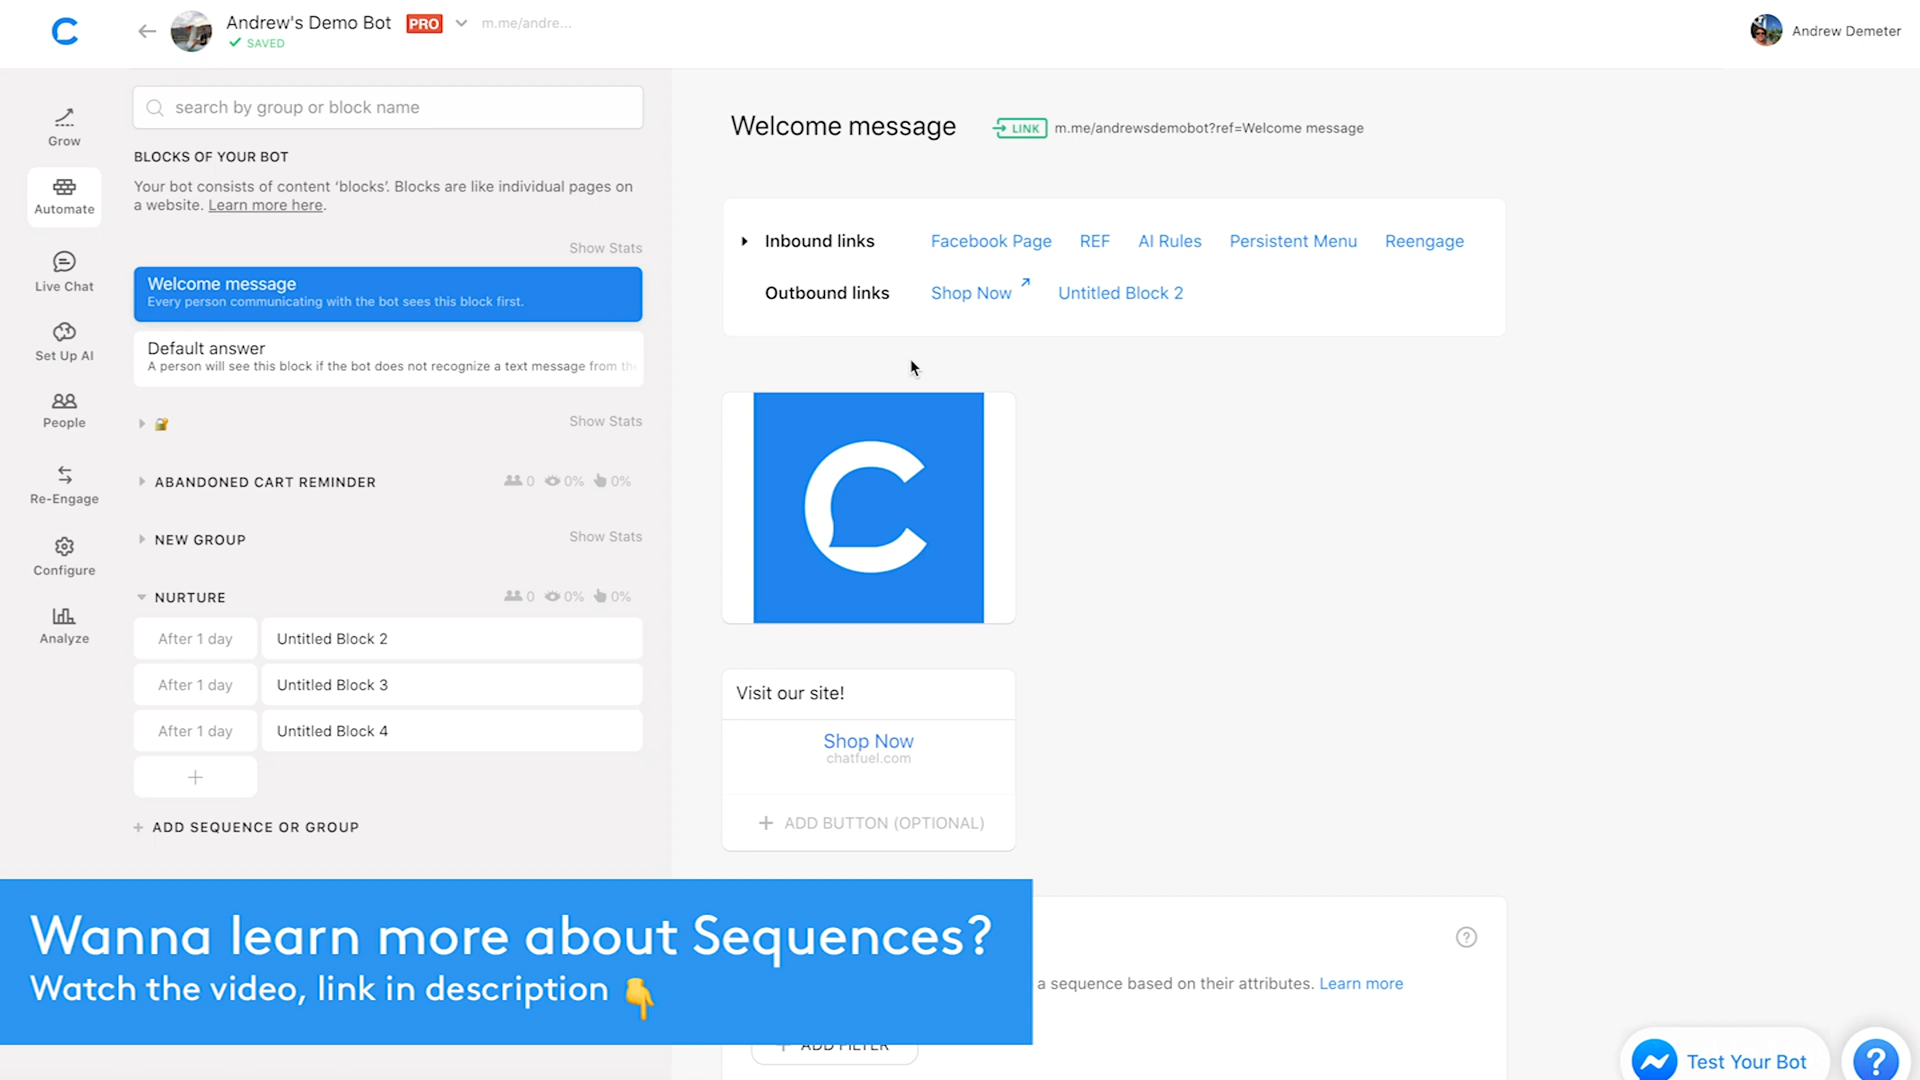 Andrew's Demo Bot PRO m.me/andre...
SAVED
Andrew Demeter
Grow
Automate
Live Chat
Set Up AI
People
Re-Engage
Configure
Analyze
search by group or block name
BLOCKS OF YOUR BOT
Your bot consists of content ‘blocks’. Blocks are like individual pages on
a website. Learn more here.
Show Stats
Welcome message
Every person communicating with the bot sees this block first.
Default answer
A person will see this block if the bot does not recognize a text message from the
Show Stats
ABANDONED CART REMINDER 0 0% 0%
NEW GROUP Show Stats
NURTURE 0 0% 0%
After 1 day Untitled Block 2
After 1 day Untitled Block 3
After 1 day Untitled Block 4
+
+ ADD SEQUENCE OR GROUP
Welcome message LINK m.me/andrewsdemobot?ref=Welcome message
Inbound links Facebook Page REF AI Rules Persistent Menu Reengage
Outbound links Shop Now Untitled Block 2
Visit our site!
Shop Now
chatfuel.com
+ ADD BUTTON (OPTIONAL)
?
a sequence based on their attributes. Learn more
+ ADD FILTER
Wanna learn more about Sequences?
Watch the video, link in description
Test Your Bot ?